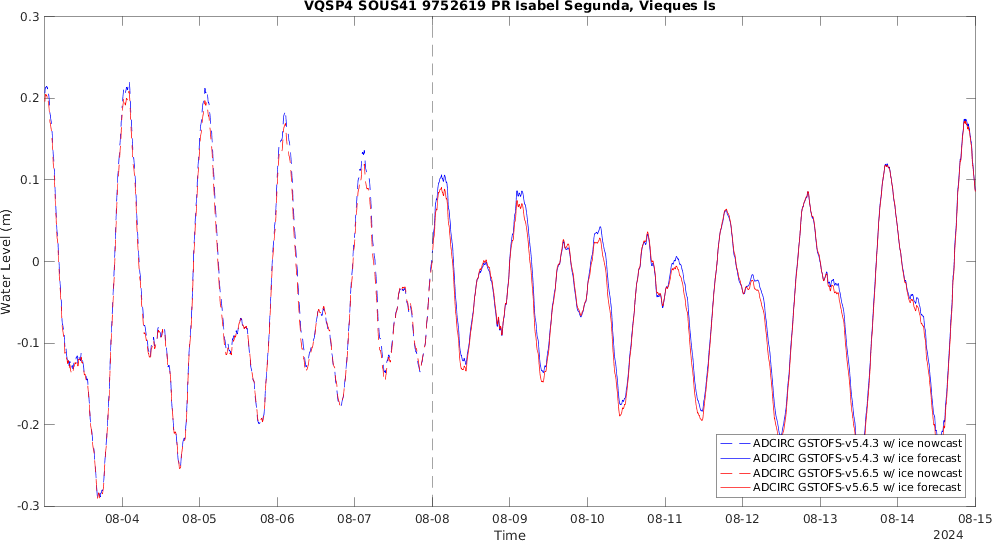 VQSP4 SOUS41 9752619 PR Isabel Segunda, Vieques Is
Water Level (m)
0.3
0.2
0.1
0
-0.1
-0.2
-0.3
ADCIRC GSTOFS-v5.4.3 w/ ice nowcast
ADCIRC GSTOFS-v5.4.3 w/ ice forecast
ADCIRC GSTOFS-v5.6.5 w/ ice nowcast
ADCIRC GSTOFS-v5.6.5 w/ ice forecast
08-04 08-05 08-06 08-07 08-08 08-09 08-10 08-11 08-12 08-13 08-14 08-15
Time
2024